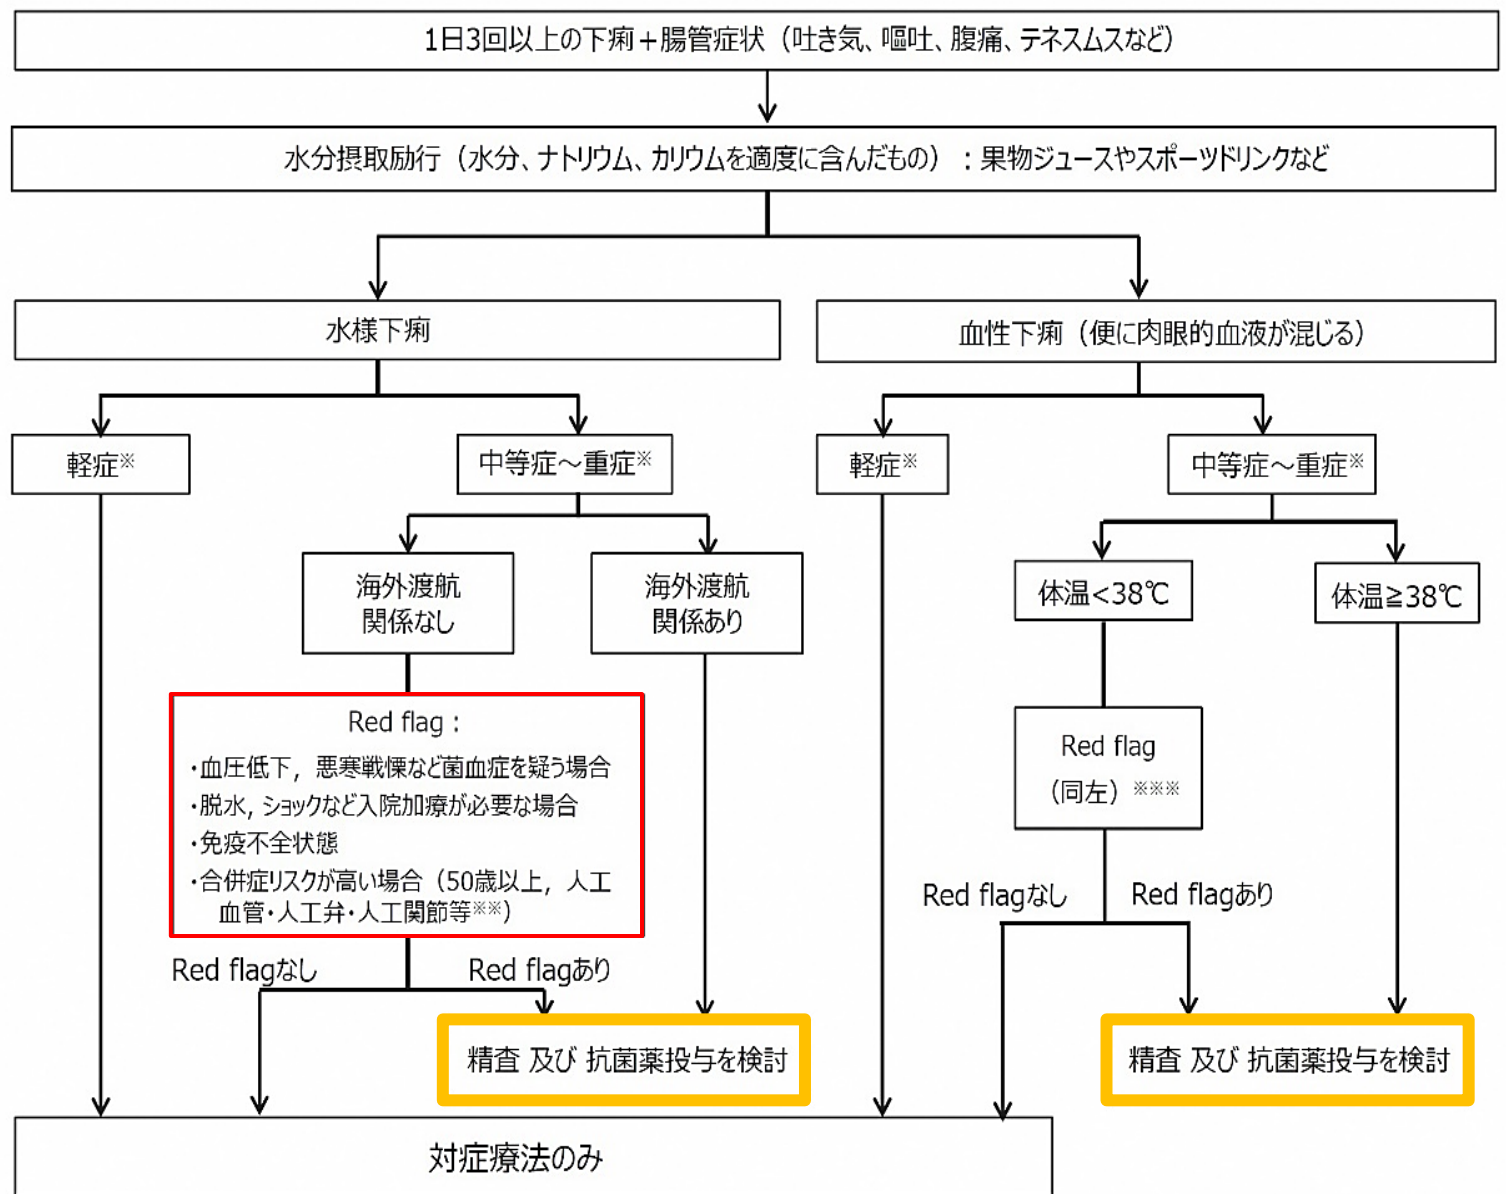 1日3回以上の下痢＋腸管症状（吐き気、嘔吐、腹痛、テネスムスなど）
水分摂取励行（水分、ナトリウム、カリウムを適度に含んだもの）：果物ジュースやスポーツドリンクなど
水様下痢
血性下痢（便に肉眼的血液が混じる）
軽症※
中等症～重症※
軽症※
中等症～重症※
海外渡航
関係なし
海外渡航
関係あり
体温<38℃
体温≧38℃
Red flag：
・血圧低下，悪寒戦慄など菌血症を疑う場合
・脱水，ショックなど入院加療が必要な場合
・免疫不全状態
・合併症リスクが高い場合（50歳以上，人工
血管・人工弁・人工関節等※※）
Red flag
（同左）※※※
Red flagなし
Red flagあり
Red flagなし
Red flagあり
精査 及び 抗菌薬投与を検討
精査 及び 抗菌薬投与を検討
対症療法のみ